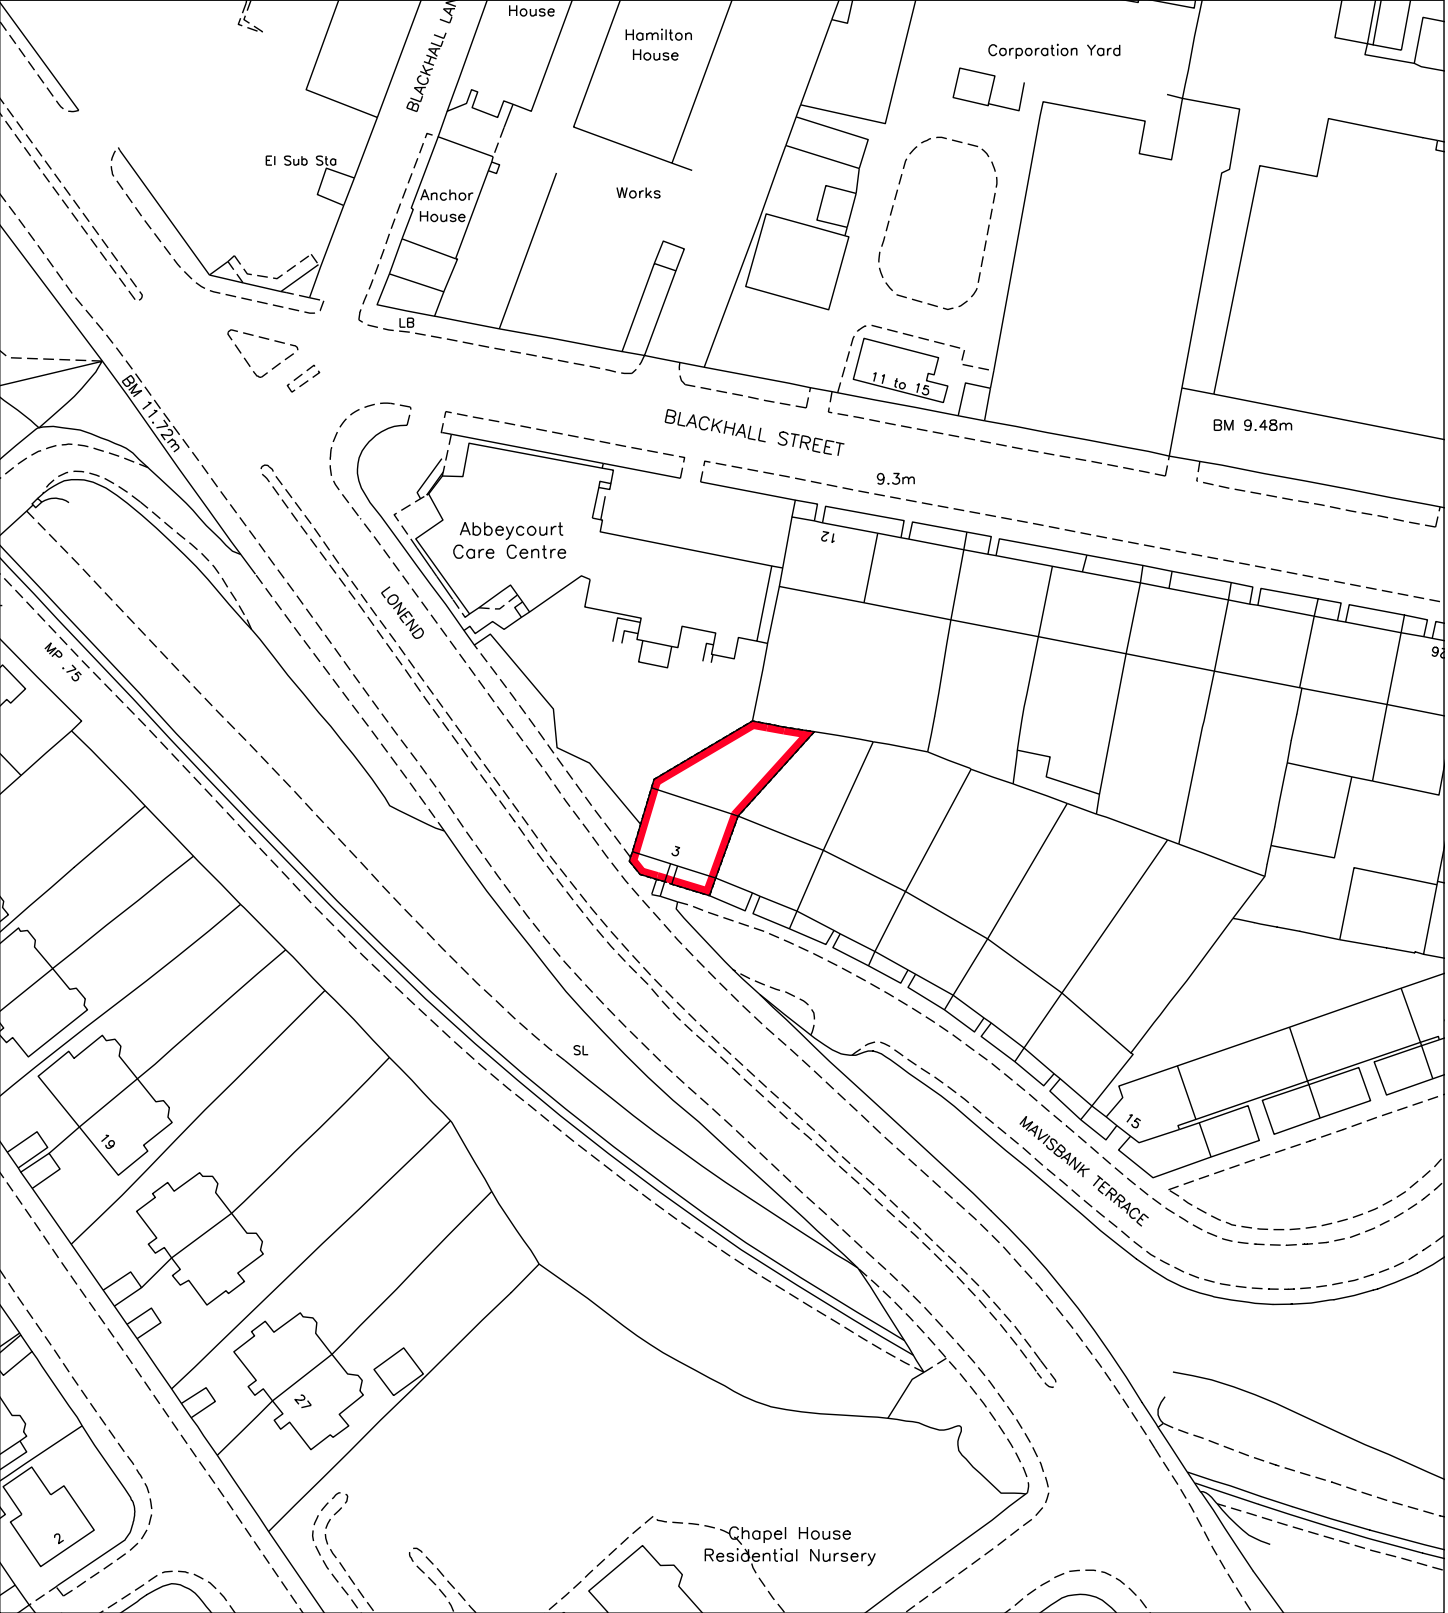 House
BLACKHALL LAN
Hamilton
House
Corporation Yard
El Sub Sta
Anchor
House
Works
LB
BM 11.72m
11 to 15
BLACKHALL STREET
BM 9.48m
9.3m
12
Abbeycourt
Care Centre
LONEND
MP .75
26
3
SL
15
MAVISBANK TERRACE
19
27
2
Chapel House
Residential Nursery